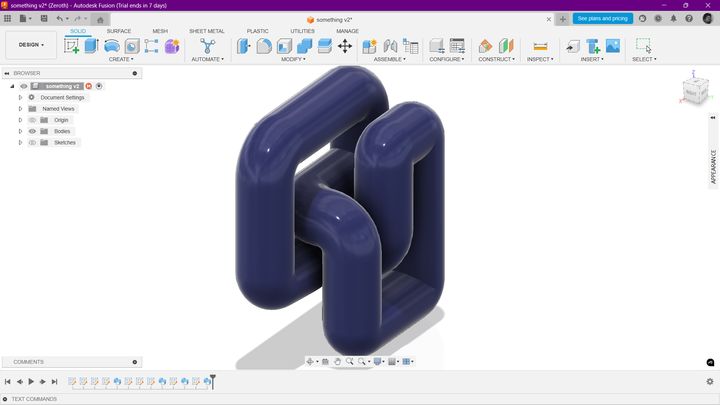 something v2* (Zeroth) - Autodesk Fusion (Trial ends in 7 days)
something v2*
See plans and pricing
DESIGN
SOLID SURFACE MESH SHEET METAL PLASTIC UTILITIES MANAGE
CREATE AUTOMATE MODIFY ASSEMBLE CONFIGURE CONSTRUCT INSPECT INSERT SELECT
BROWSER
something v2
Document Settings
Named Views
Origin
Bodies
Sketches
APPEARANCE
COMMENTS
TEXT COMMANDS